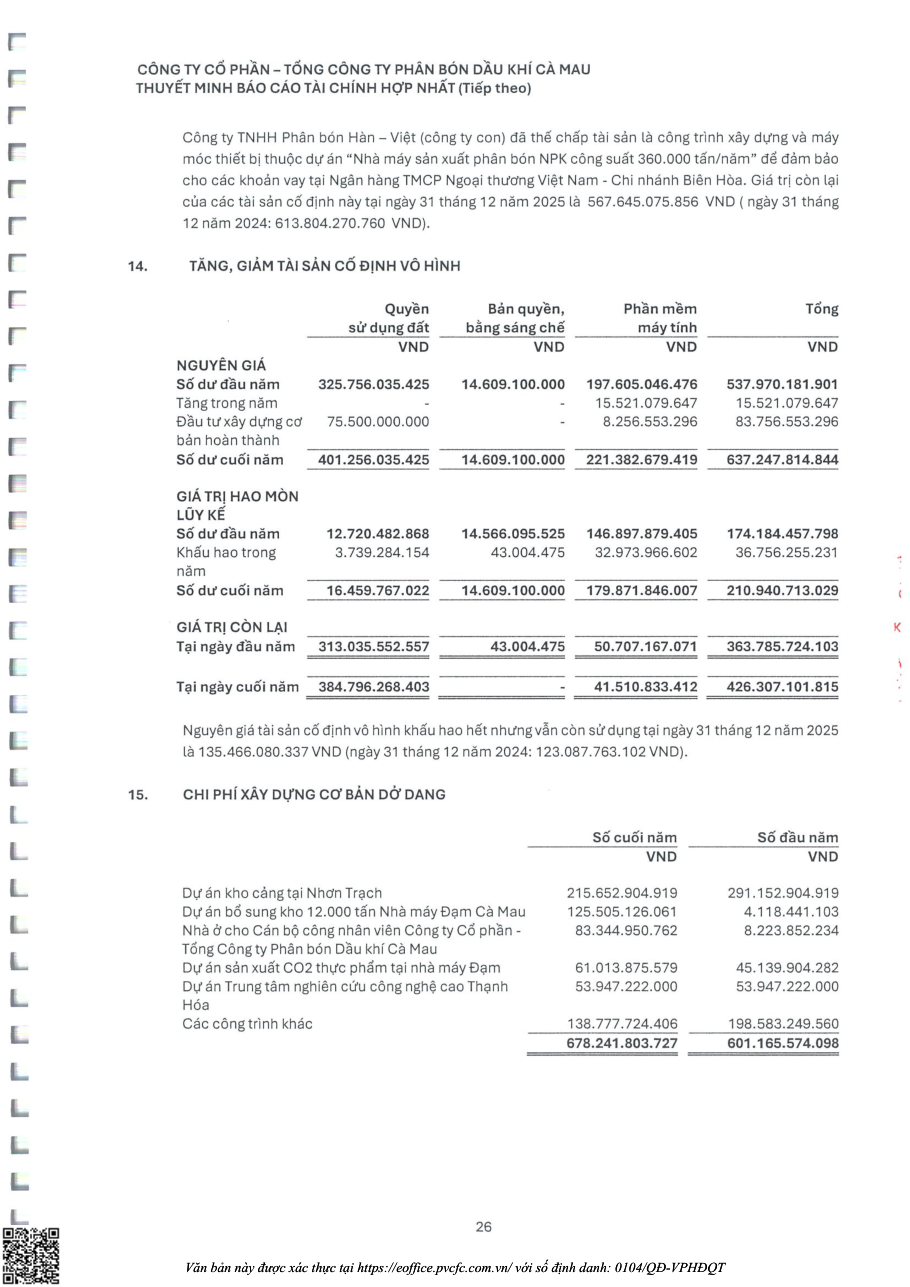 CÔNG TY CỔ PHẦN – TỔNG CÔNG TY PHÂN BÓN DẦU KHÍ CÀ MAU
THUYẾT MINH BÁO CÁO TÀI CHÍNH HỢP NHẤT (Tiếp theo)
Công ty TNHH Phân bón Hàn – Việt (công ty con) đã thế chấp tài sản là công trình xây dựng và máy
móc thiết bị thuộc dự án “Nhà máy sản xuất phân bón NPK công suất 360.000 tấn/năm” để đảm bảo
cho các khoản vay tại Ngân hàng TMCP Ngoại thương Việt Nam - Chi nhánh Biên Hòa. Giá trị còn lại
của các tài sản cố định này tại ngày 31 tháng 12 năm 2025 là 567.645.075.856 VND ( ngày 31 tháng
12 năm 2024: 613.804.270.760 VND).
14. TĂNG, GIẢM TÀI SẢN CỐ ĐỊNH VÔ HÌNH
Quyền Bản quyền, Phần mềm Tổng
sử dụng đất bằng sáng chế máy tính
VND VND VND VND
NGUYÊN GIÁ
Số dư đầu năm 325.756.035.425 14.609.100.000 197.605.046.476 537.970.181.901
Tăng trong năm - - 15.521.079.647 15.521.079.647
Đầu tư xây dựng cơ 75.500.000.000 - 8.256.553.296 83.756.553.296
bản hoàn thành
Số dư cuối năm 401.256.035.425 14.609.100.000 221.382.679.419 637.247.814.844
GIÁ TRỊ HAO MÒN
LŨY KẾ
Số dư đầu năm 12.720.482.868 14.566.095.525 146.897.879.405 174.184.457.798
Khấu hao trong 3.739.284.154 43.004.475 32.973.966.602 36.756.255.231
năm
Số dư cuối năm 16.459.767.022 14.609.100.000 179.871.846.007 210.940.713.029
GIÁ TRỊ CÒN LẠI
Tại ngày đầu năm 313.035.552.557 43.004.475 50.707.167.071 363.785.724.103
Tại ngày cuối năm 384.796.268.403 - 41.510.833.412 426.307.101.815
Nguyên giá tài sản cố định vô hình khấu hao hết nhưng vẫn còn sử dụng tại ngày 31 tháng 12 năm 2025
là 135.466.080.337 VND (ngày 31 tháng 12 năm 2024: 123.087.763.102 VND).
15. CHI PHÍ XÂY DỰNG CƠ BẢN DỞ DANG
Số cuối năm Số đầu năm
VND VND
Dự án kho cảng tại Nhơn Trạch 215.652.904.919 291.152.904.919
Dự án bổ sung kho 12.000 tấn Nhà máy Đạm Cà Mau 125.505.126.061 4.118.441.103
Nhà ở cho Cán bộ công nhân viên Công ty Cổ phần - 83.344.950.762 8.223.852.234
Tổng Công ty Phân bón Dầu khí Cà Mau
Dự án sản xuất CO2 thực phẩm tại nhà máy Đạm 61.013.875.579 45.139.904.282
Dự án Trung tâm nghiên cứu công nghệ cao Thạnh 53.947.222.000 53.947.222.000
Hóa
Các công trình khác 138.777.724.406 198.583.249.560
678.241.803.727 601.165.574.098
26
Văn bản này được xác thực tại https://eoffice.pvcfc.com.vn/ với số định danh: 0104/QĐ-VPHĐQT